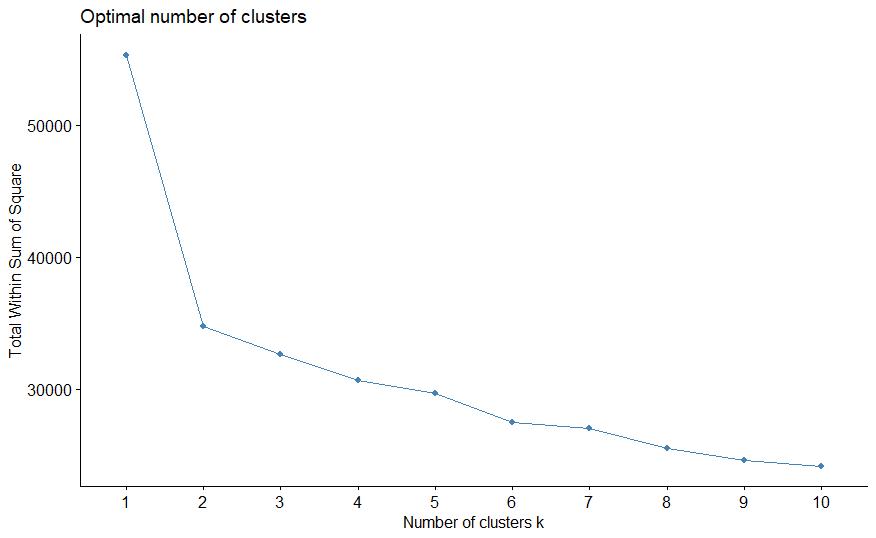 Optimal number of clusters
Total Within Sum of Square
50000
40000
30000
1 2 3 4 5 6 7 8 9 10
Number of clusters k